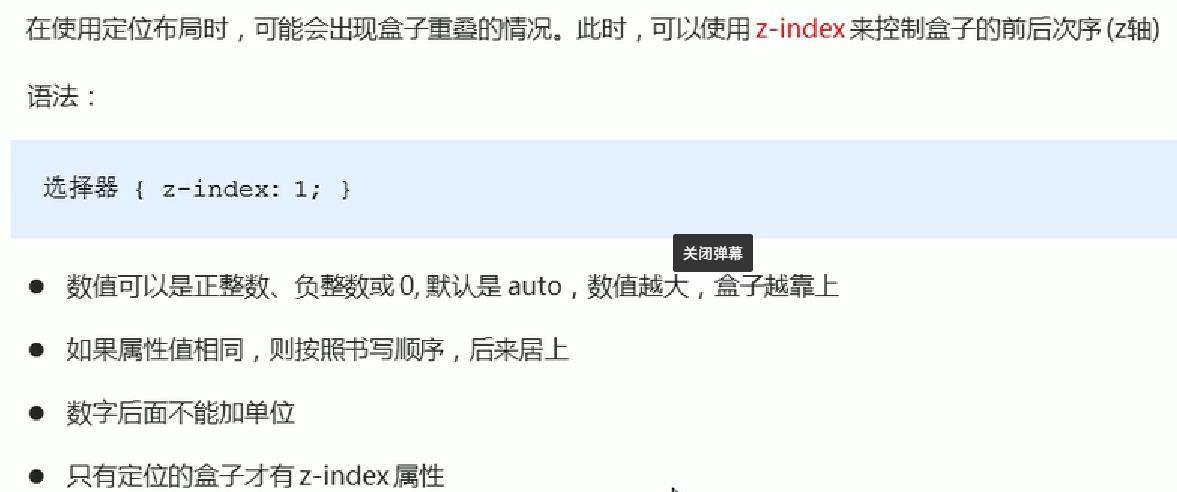 在使用定位布局时，可能会出现盒子重叠的情况。此时，可以使用 z-index 来控制盒子的前后次序 (z轴)
语法：
选择器 { z-index: 1; }
关闭弹幕
● 数值可以是正整数、负整数或 0, 默认是 auto，数值越大，盒子越靠上
● 如果属性值相同，则按照书写顺序，后来居上
● 数字后面不能加单位
● 只有定位的盒子才有 z-index 属性